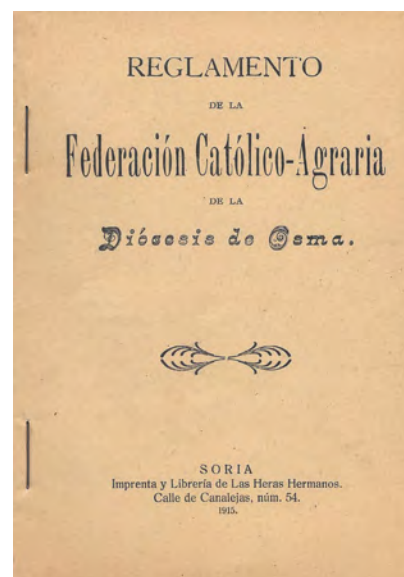 REGLAMENTO
DE LA
Federación Católico-Agraria
DE LA
Diócesis de Osma.
SORIA
Imprenta y Librería de Las Heras Hermanos.
Calle de Canalejas, núm. 54.
1915.